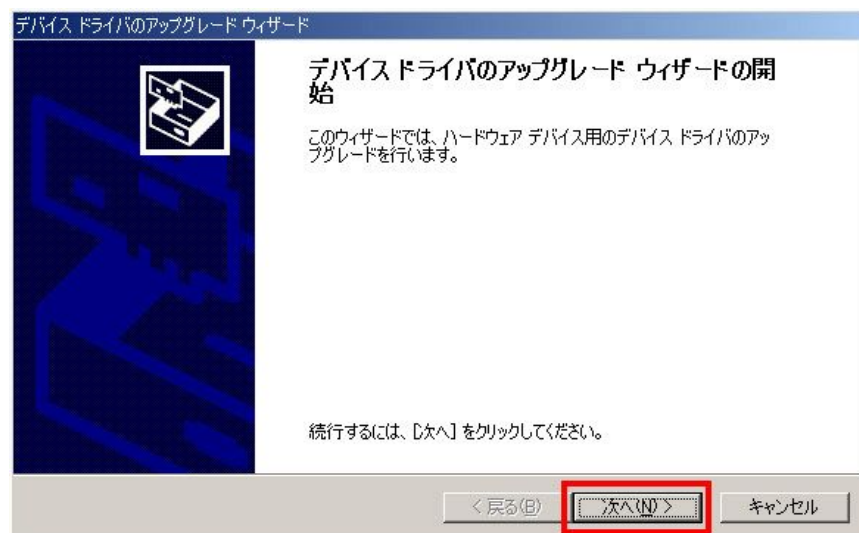 デバイス ドライバのアップグレード ウィザード
デバイス ドライバのアップグレード ウィザードの開
始
このウィザードでは、ハードウェア デバイス用のデバイス ドライバのアッ
プグレードを行います。
続行するには、[次へ] をクリックしてください。
< 戻る(B)
次へ(N) >
キャンセル